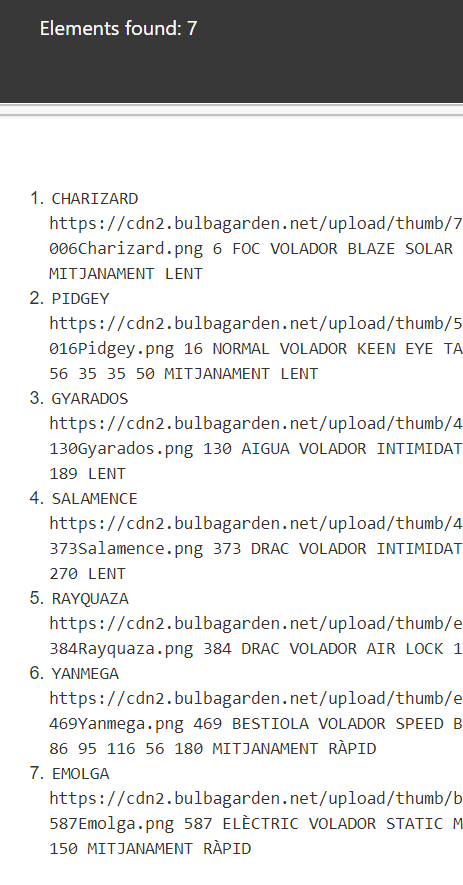 Elements found: 7
1. CHARIZARD
https://cdn2.bulbagarden.net/upload/thumb/7
006Charizard.png 6 FOC VOLADOR BLAZE SOLAR
MITJANAMENT LENT
2. PIDGEY
https://cdn2.bulbagarden.net/upload/thumb/5
016Pidgey.png 16 NORMAL VOLADOR KEEN EYE TA
56 35 35 50 MITJANAMENT LENT
3. GYARADOS
https://cdn2.bulbagarden.net/upload/thumb/4
130Gyarados.png 130 AIGUA VOLADOR INTIMIDAT
189 LENT
4. SALAMENCE
https://cdn2.bulbagarden.net/upload/thumb/4
373Salamence.png 373 DRAC VOLADOR INTIMIDAT
270 LENT
5. RAYQUAZA
https://cdn2.bulbagarden.net/upload/thumb/e
384Rayquaza.png 384 DRAC VOLADOR AIR LOCK 1
6. YANMEGA
https://cdn2.bulbagarden.net/upload/thumb/e
469Yanmega.png 469 BESTIOLA VOLADOR SPEED B
86 95 116 56 180 MITJANAMENT RÀPID
7. EMOLGA
https://cdn2.bulbagarden.net/upload/thumb/b
587Emolga.png 587 ELÈCTRIC VOLADOR STATIC M
150 MITJANAMENT RÀPID